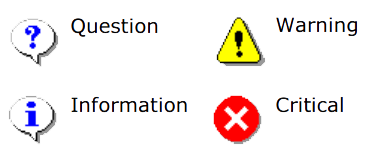 ? Question
! Warning
i Information
Critical